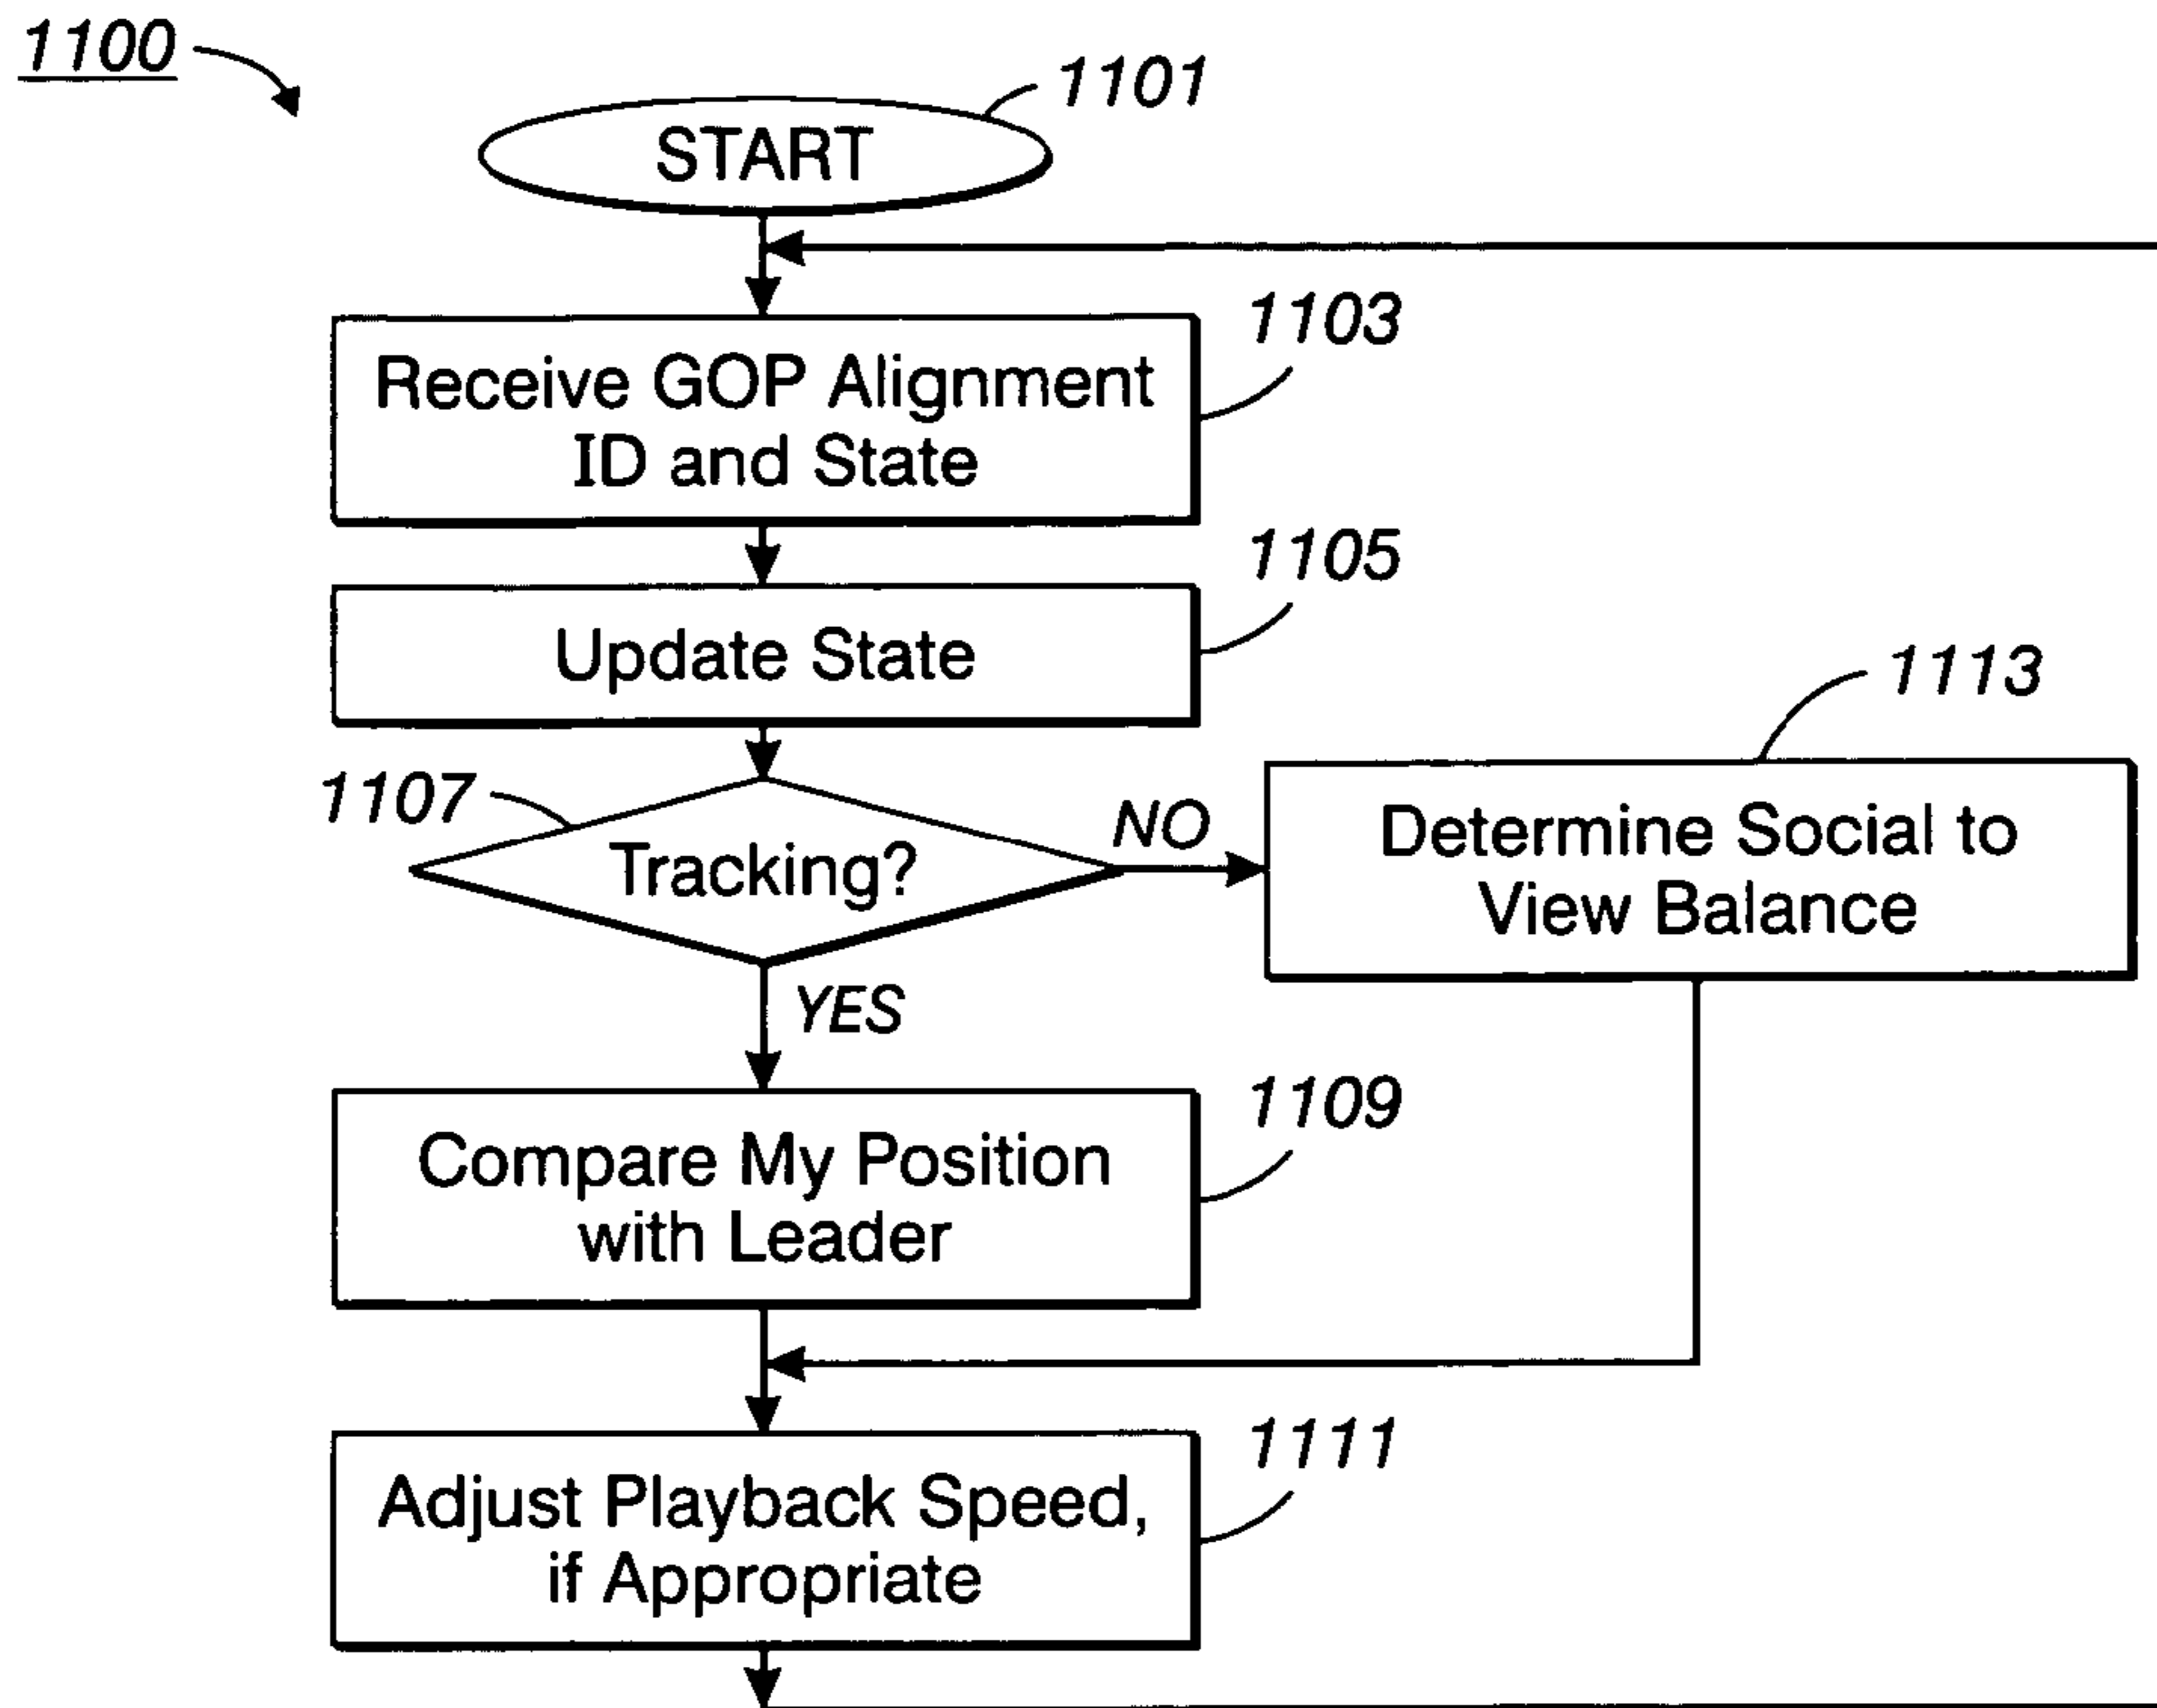 1100
1101
START
1103
Receive GOP Alignment
ID and State
1105
Update State
1113
1107
Tracking?
NO
Determine Social to
View Balance
YES
1109
Compare My Position
with Leader
1111
Adjust Playback Speed,
if Appropriate